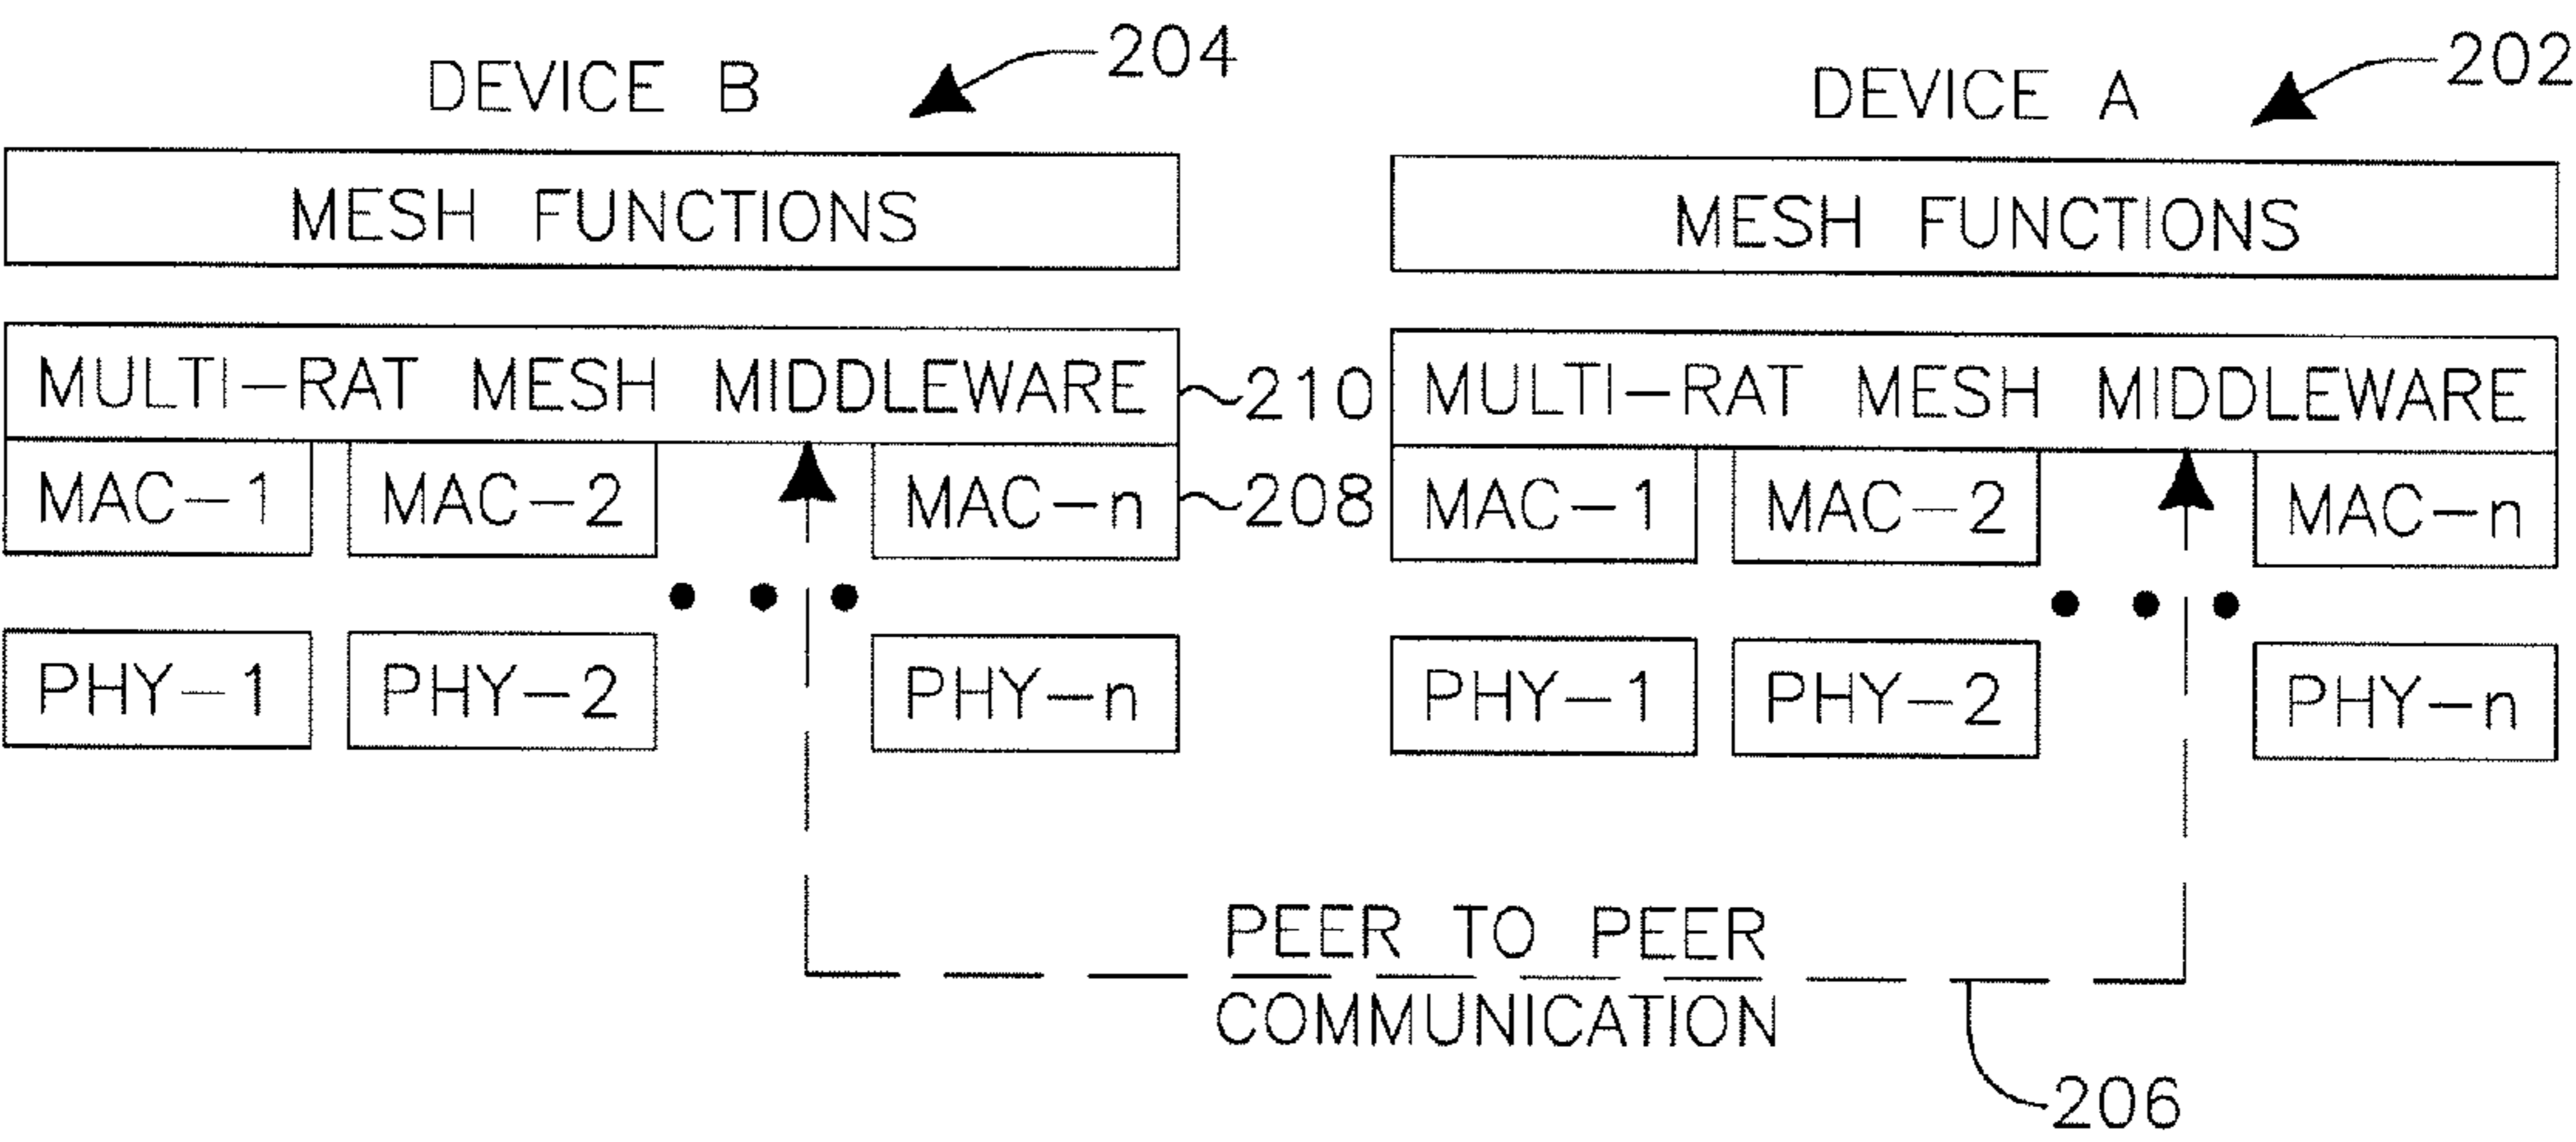 DEVICE B 204 DEVICE A 202
MESH FUNCTIONS MESH FUNCTIONS
MULTI-RAT MESH MIDDLEWARE 210 MULTI-RAT MESH MIDDLEWARE
MAC-1 MAC-2 MAC-n 208 MAC-1 MAC-2 MAC-n
PHY-1 PHY-2 PHY-n PHY-1 PHY-2 PHY-n
PEER TO PEER
COMMUNICATION
206